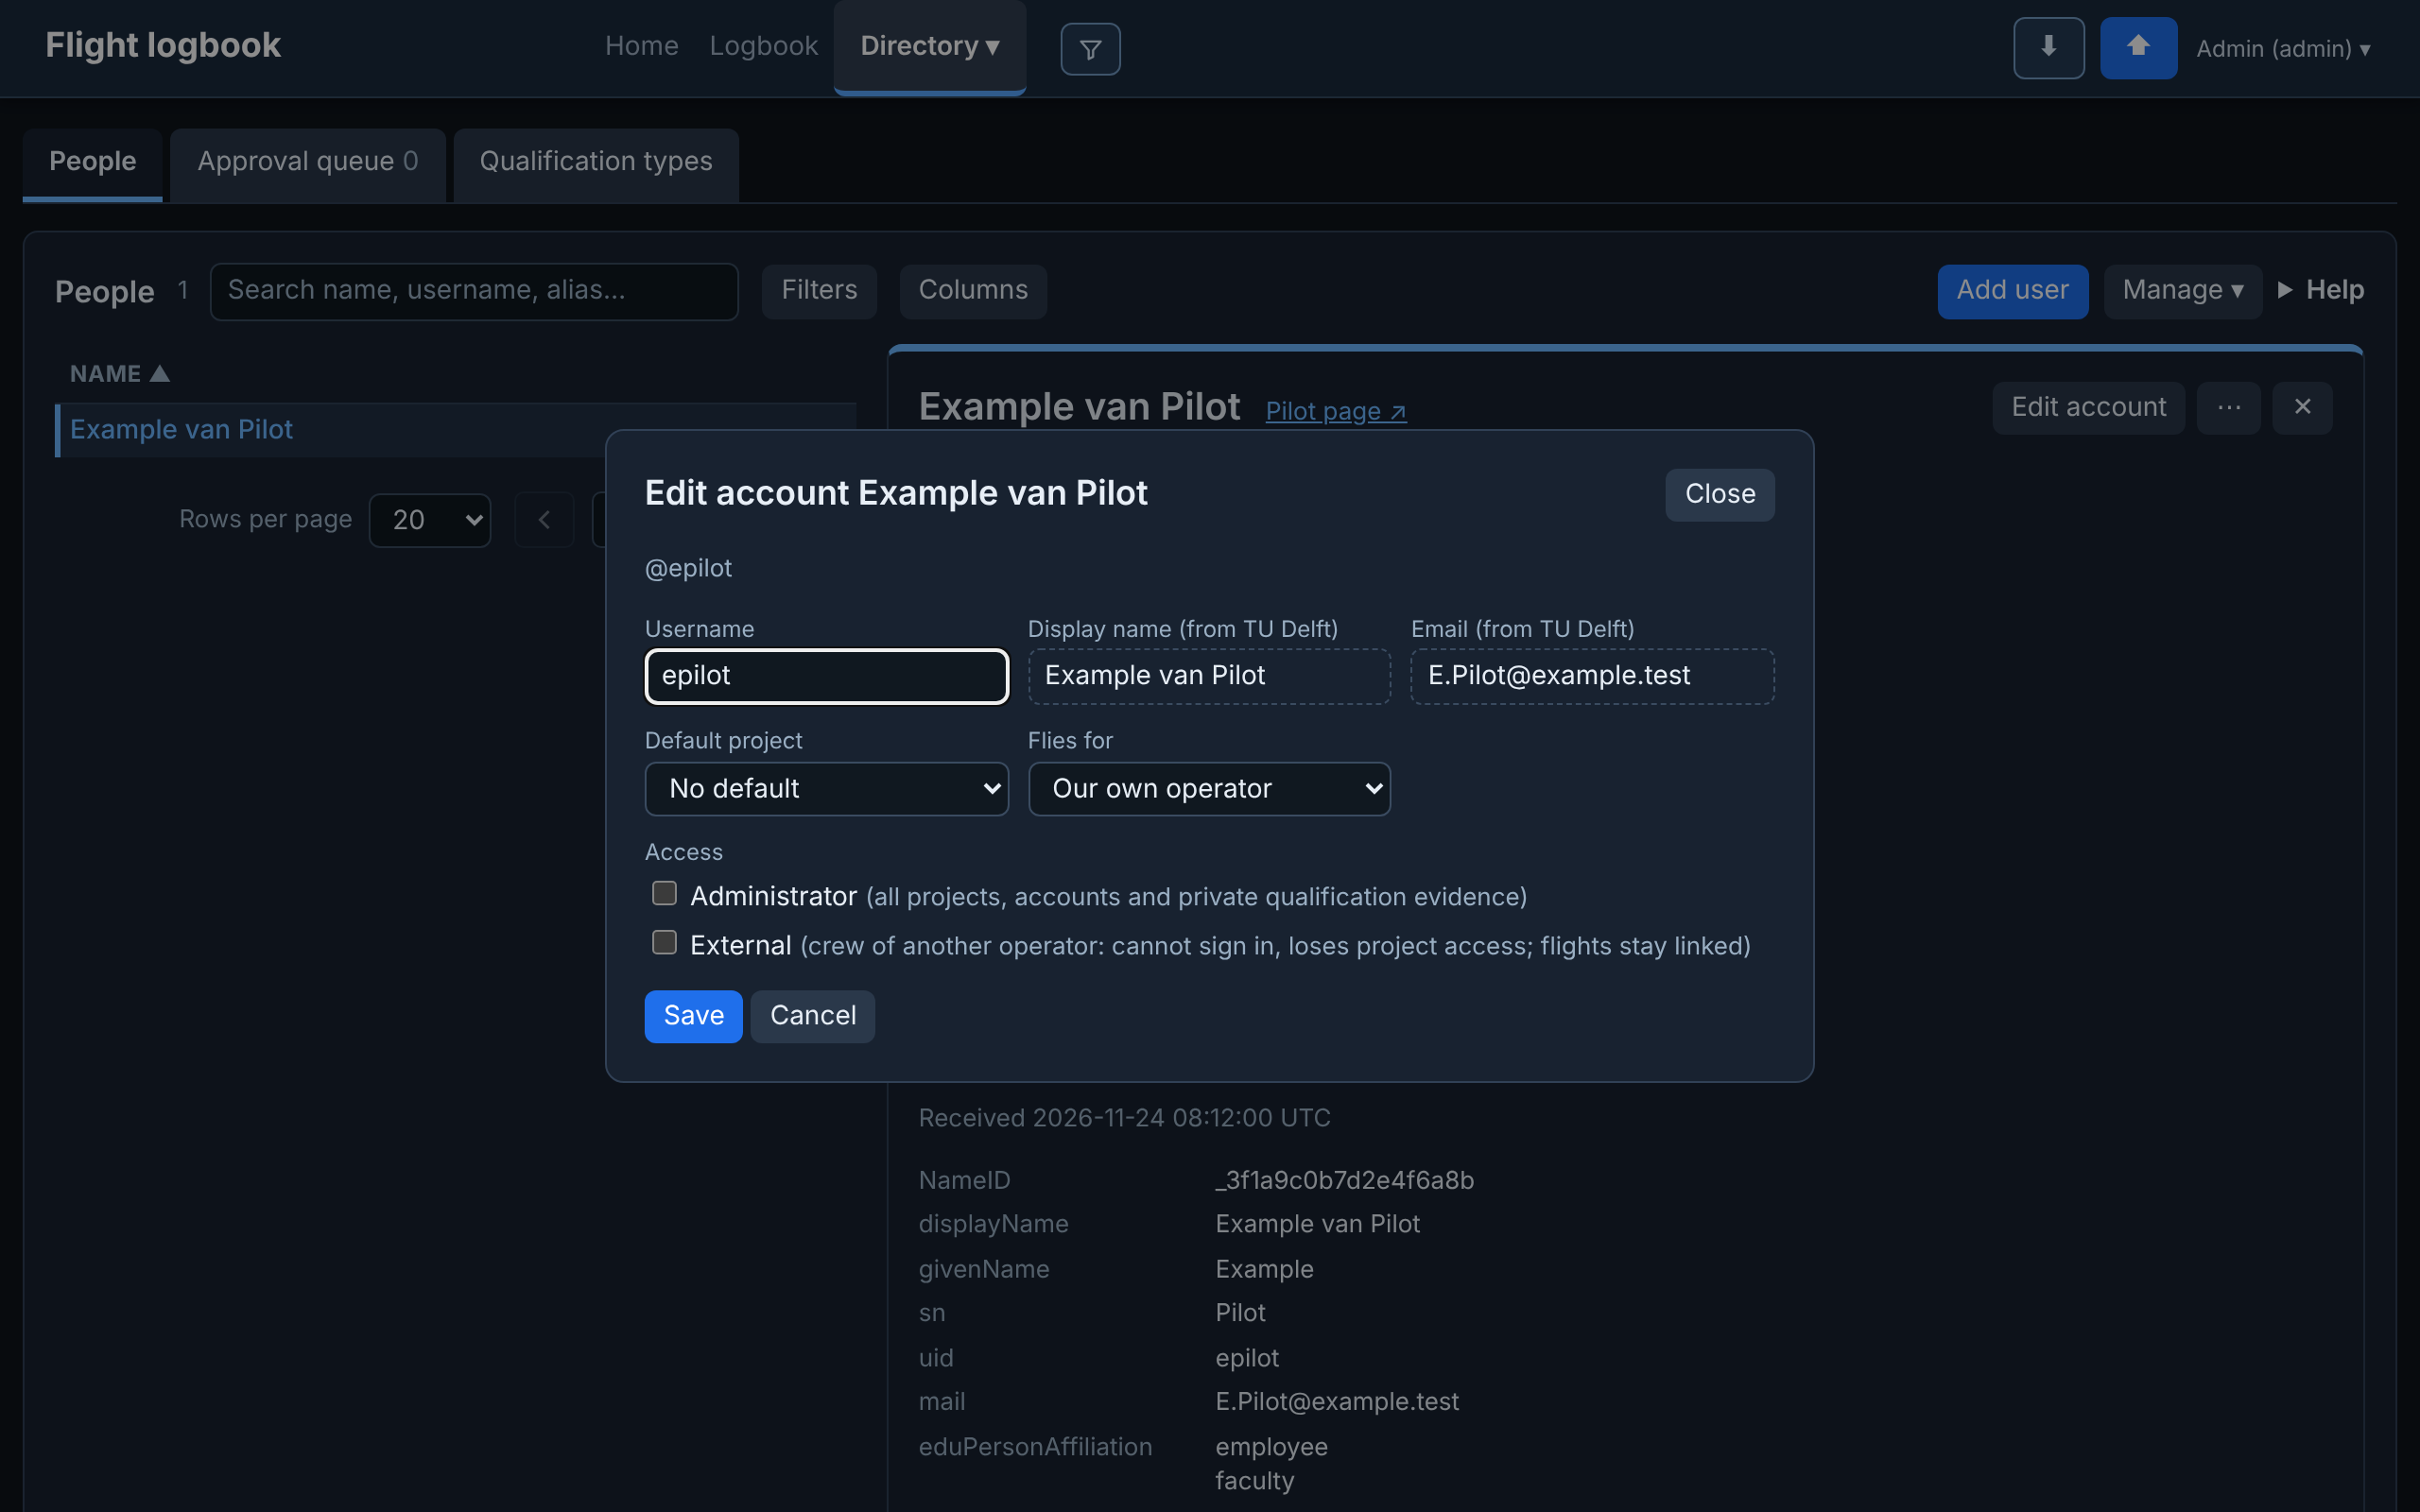 Flight logbook
Home Logbook Directory ▾
Admin (admin) ▾
People Approval queue 0 Qualification types
People 1 Search name, username, alias... Filters Columns Add user Manage ▾ ▶ Help
NAME ▲
Example van Pilot
Rows per page 20
Example van Pilot Pilot page ↗ Edit account ... ✕
Edit account Example van Pilot Close
@epilot
Username Display name (from TU Delft) Email (from TU Delft)
epilot Example van Pilot E.Pilot@example.test
Default project Flies for
No default Our own operator
Access
Administrator (all projects, accounts and private qualification evidence)
External (crew of another operator: cannot sign in, loses project access; flights stay linked)
Save Cancel
Received 2026-11-24 08:12:00 UTC
NameID _3f1a9c0b7d2e4f6a8b
displayName Example van Pilot
givenName Example
sn Pilot
uid epilot
mail E.Pilot@example.test
eduPersonAffiliation employee
faculty